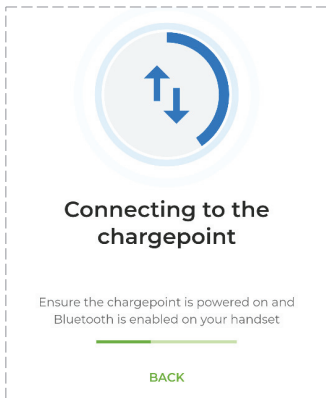 Connecting to the
chargepoint
Ensure the chargepoint is powered on and
Bluetooth is enabled on your handset
BACK